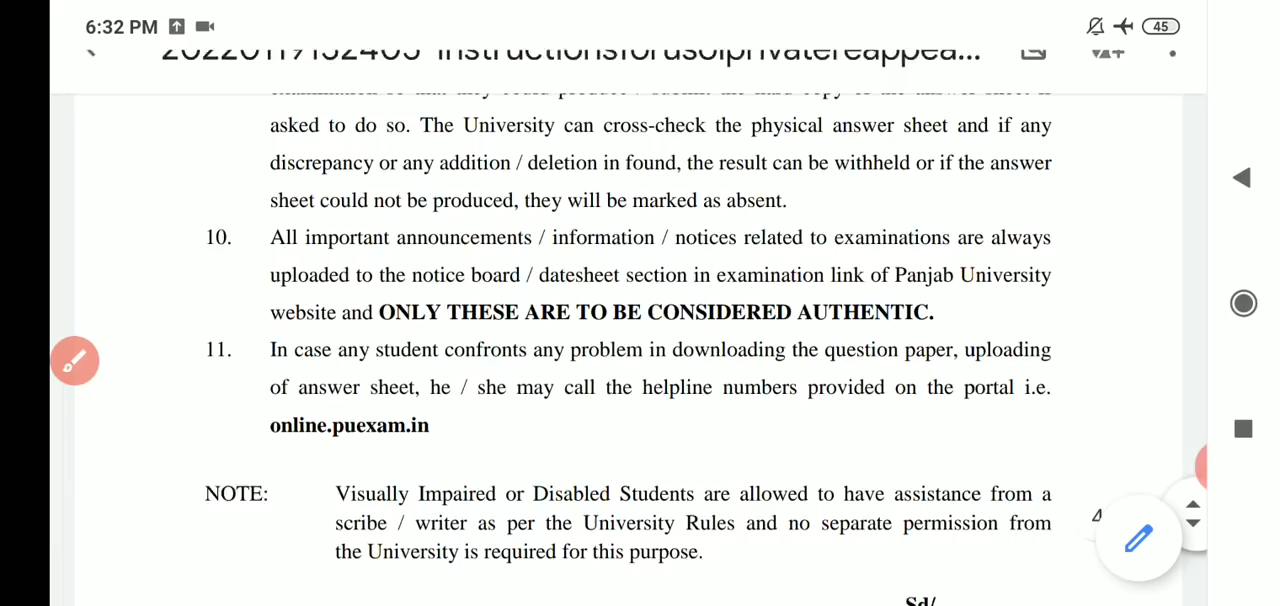 6:32 PM
45
asked to do so. The University can cross-check the physical answer sheet and if any
discrepancy or any addition / deletion in found, the result can be withheld or if the answer
sheet could not be produced, they will be marked as absent.
10. All important announcements / information / notices related to examinations are always
uploaded to the notice board / datesheet section in examination link of Panjab University
website and ONLY THESE ARE TO BE CONSIDERED AUTHENTIC.
11. In case any student confronts any problem in downloading the question paper, uploading
of answer sheet, he / she may call the helpline numbers provided on the portal i.e.
online.puexam.in
NOTE: Visually Impaired or Disabled Students are allowed to have assistance from a
scribe / writer as per the University Rules and no separate permission from
the University is required for this purpose.
Sd/